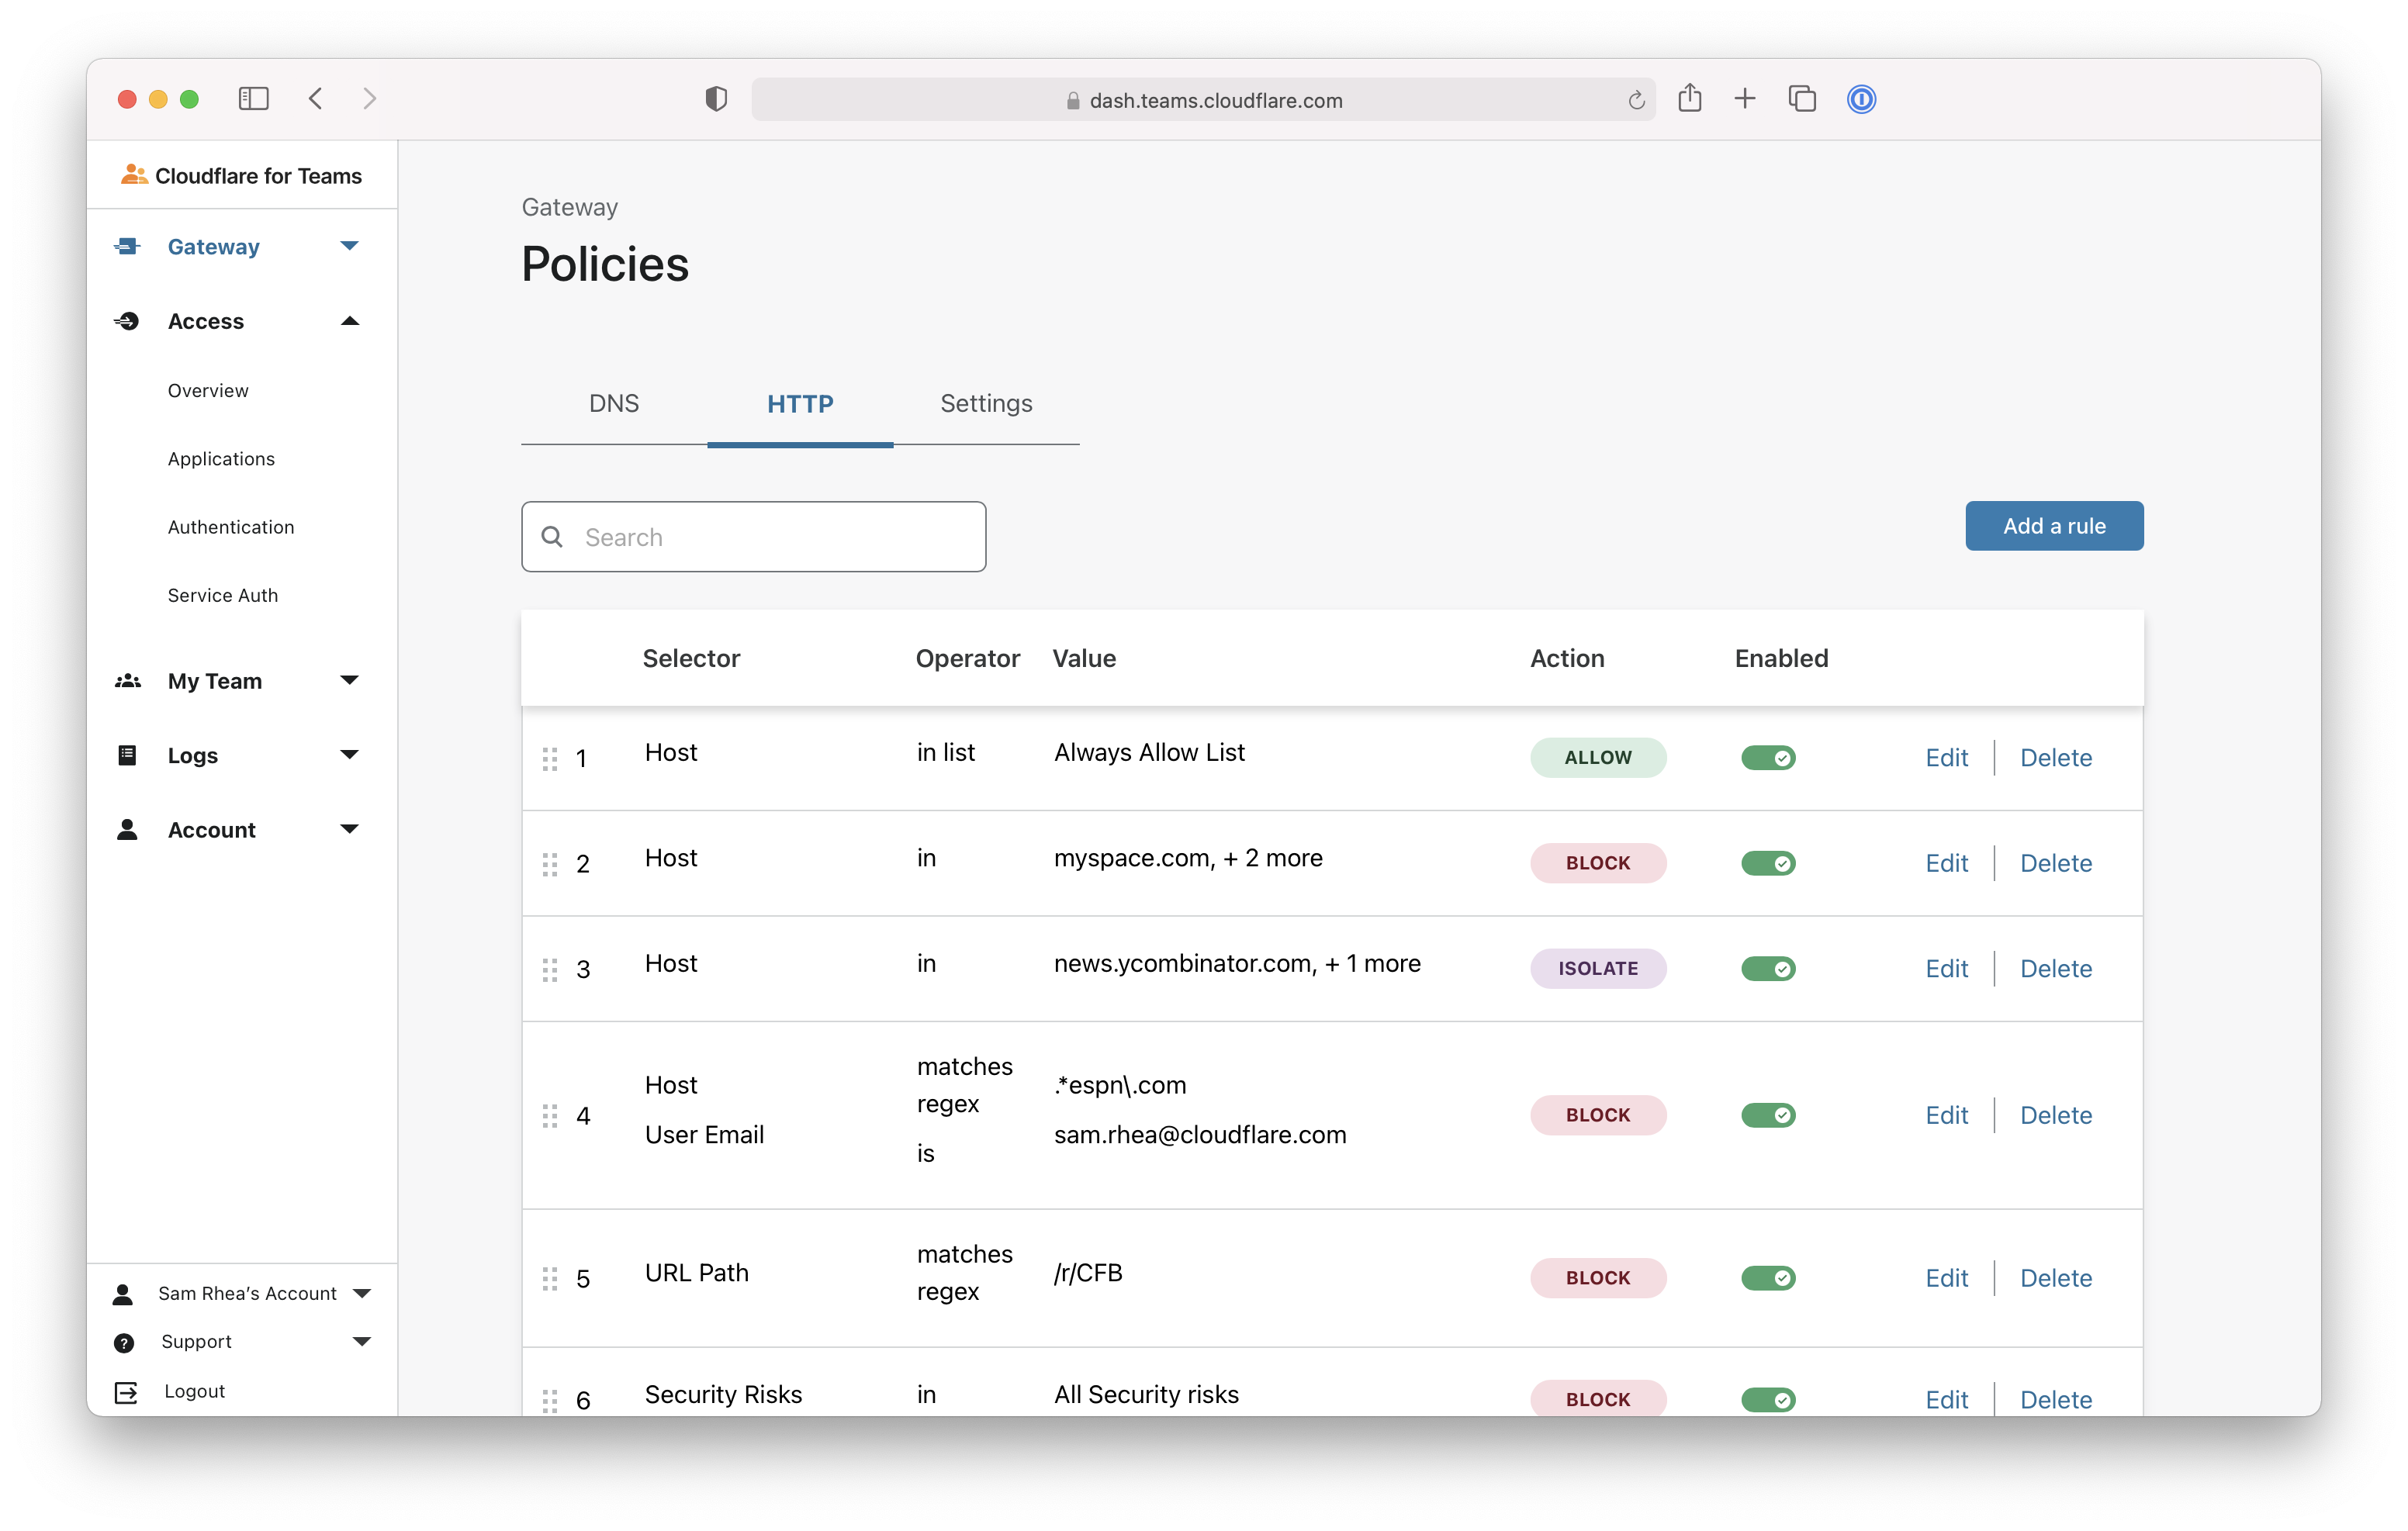 dash.teams.cloudflare.com
Cloudflare for Teams
Gateway
Access
Overview
Applications
Authentication
Service Auth
My Team
Logs
Account
Sam Rhea’s Account
Support
Logout
Gateway
Policies
DNS HTTP Settings
Search
Add a rule
Selector Operator Value Action Enabled
1 Host in list Always Allow List ALLOW Edit Delete
2 Host in myspace.com, + 2 more BLOCK Edit Delete
3 Host in news.ycombinator.com, + 1 more ISOLATE Edit Delete
4 Host matches regex .*espn\.com BLOCK Edit Delete
User Email is sam.rhea@cloudflare.com
5 URL Path matches regex /r/CFB BLOCK Edit Delete
6 Security Risks in All Security risks BLOCK Edit Delete